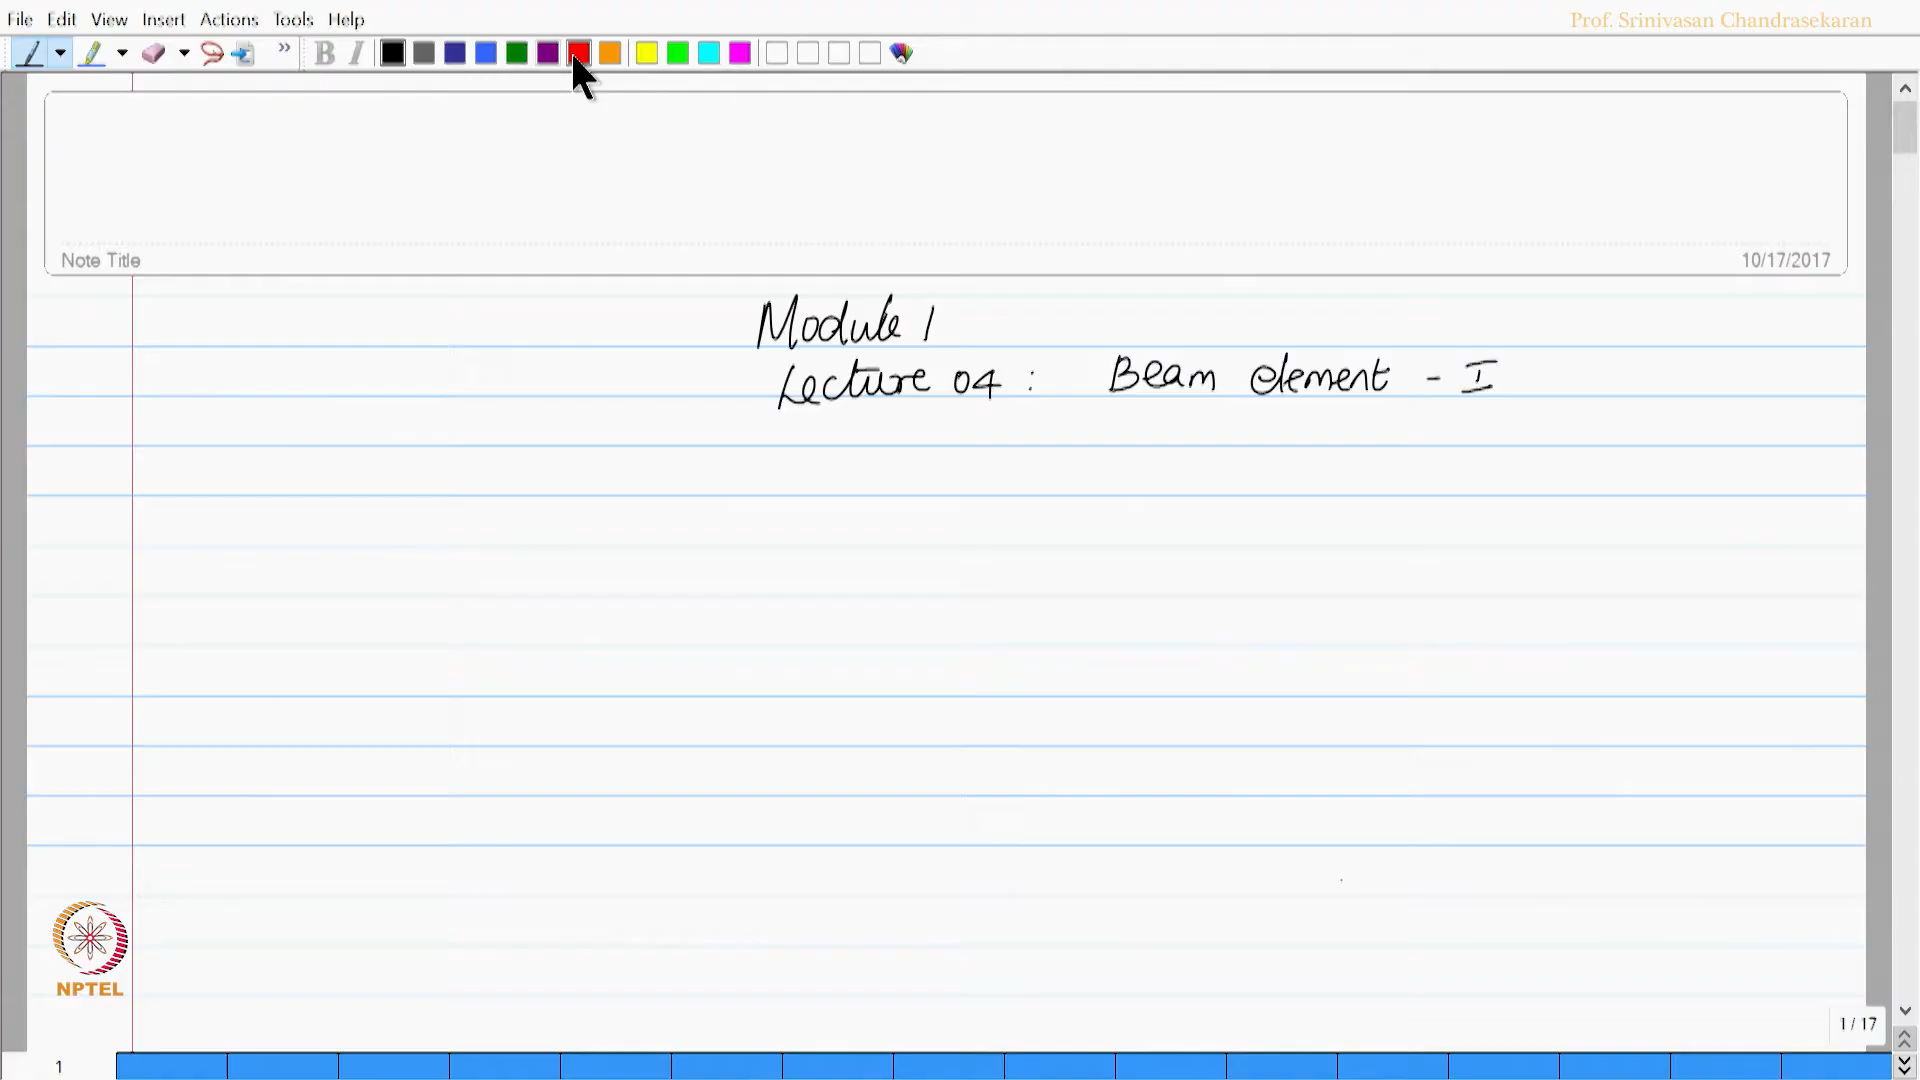 File Edit View Insert Actions Tools Help
Prof. Srinivasan Chandrasekaran
B I
Note Title
10/17/2017
Module 1
Lecture 04 : Beam element - I
NPTEL
1 / 17
1